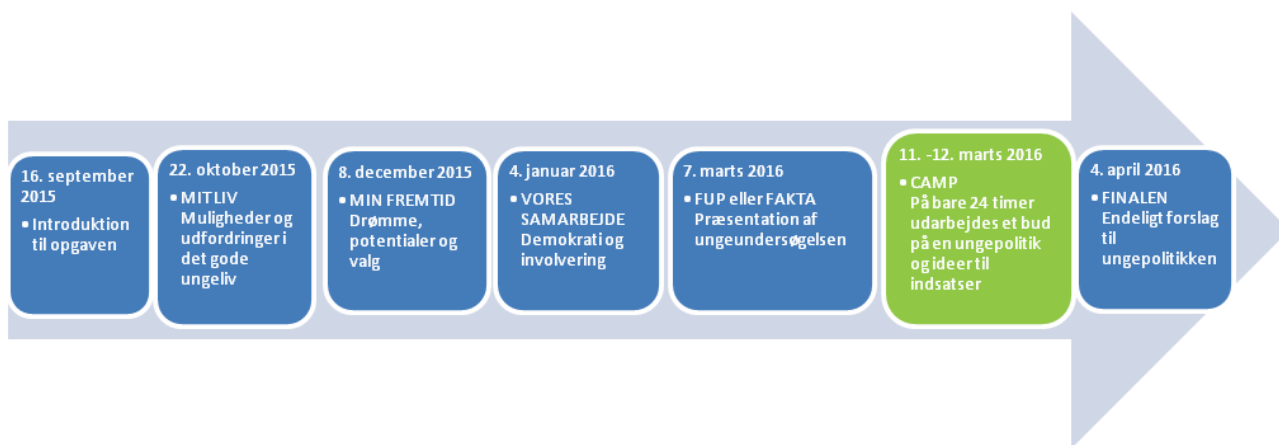 16. september
2015
▪ Introduktion
til opgaven
22. oktober 2015
▪ MIT LIV
Muligheder og
udfordringer i
det gode
ungeliv
8. december 2015
▪ MIN FREMTID
Drømme,
potentialer og
valg
4. januar 2016
▪ VORES
SAMARBEJDE
Demokrati og
involvering
7. marts 2016
▪ FUP eller FAKTA
Præsentation af
ungeundersøgelsen
11. -12. marts 2016
▪ CAMP
På bare 24 timer
udarbejdes et bud
på en ungepolitik
og ideer til
indsatser
4. april 2016
▪ FINALEN
Endeligt forslag
til
ungepolitikken